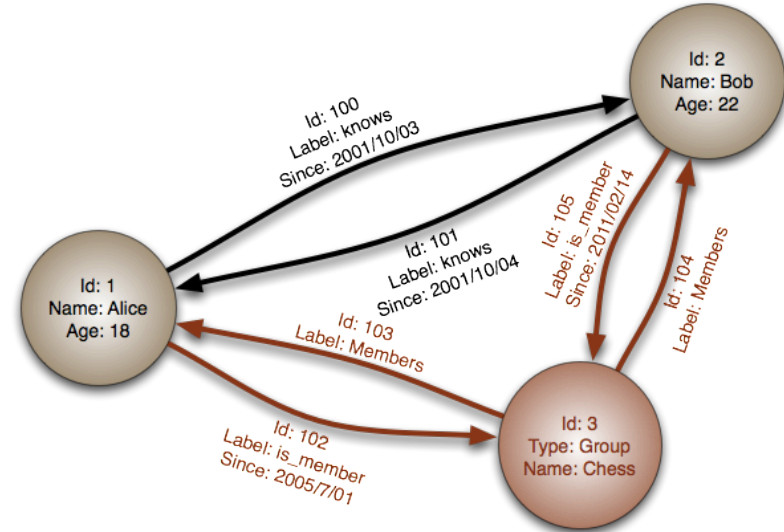 Id: 2
Name: Bob
Age: 22
Id: 100
Label: knows
Since: 2001/10/03
Id: 101
Label: knows
Since: 2001/10/04
Id: 105
Label: is_member
Since: 2011/02/14
Id: 104
Label: Members
Id: 1
Name: Alice
Age: 18
Id: 103
Label: Members
Id: 102
Label: is_member
Since: 2005/7/01
Id: 3
Type: Group
Name: Chess